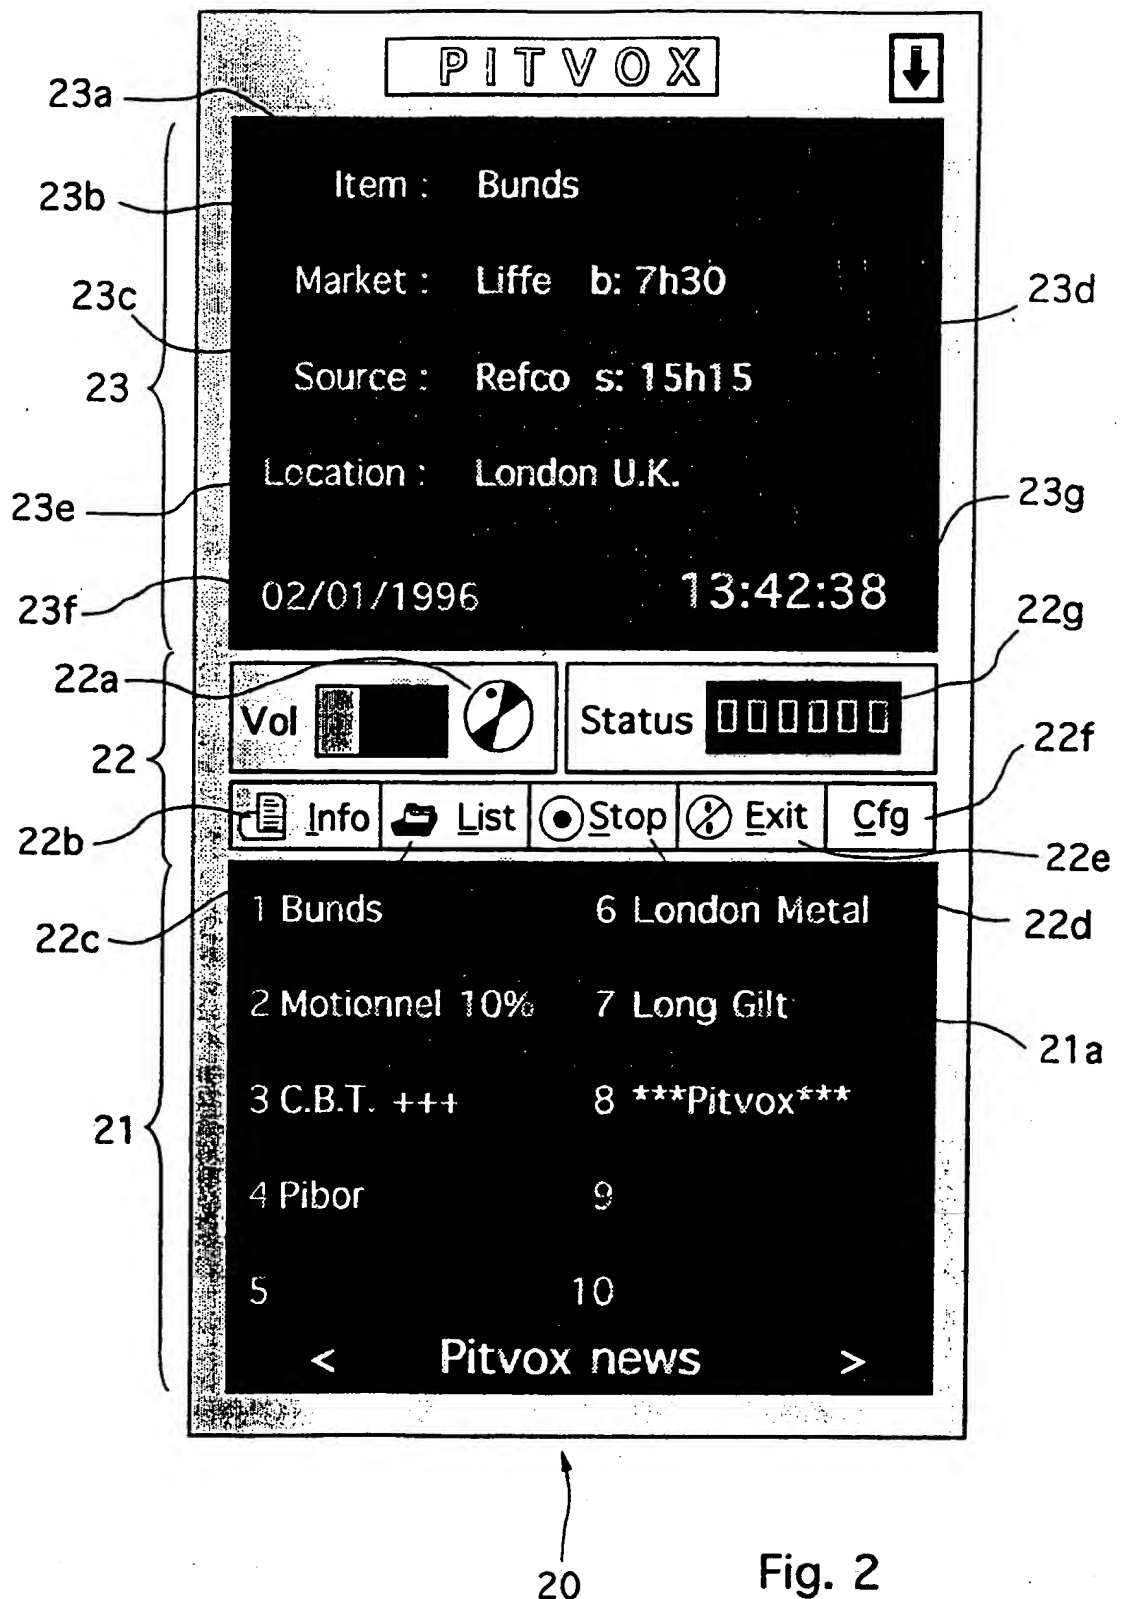 PITVOX
23a
Item : Bunds
23b
Market : Liffe b: 7h30
23c
23d
Source : Refco s: 15h15
23
Location : London U.K.
23e
23g
02/01/1996 13:42:38
23f
22g
22a
Vol Status
22
22f
Info List Stop Exit Cfg
22b
22e
1 Bunds 6 London Metal
22c
22d
2 Motionnel 10% 7 Long Gilt
21a
3 C.B.T. +++ 8 ***Pitvox***
21
4 Pibor 9
5 10
< Pitvox news >
20
Fig. 2